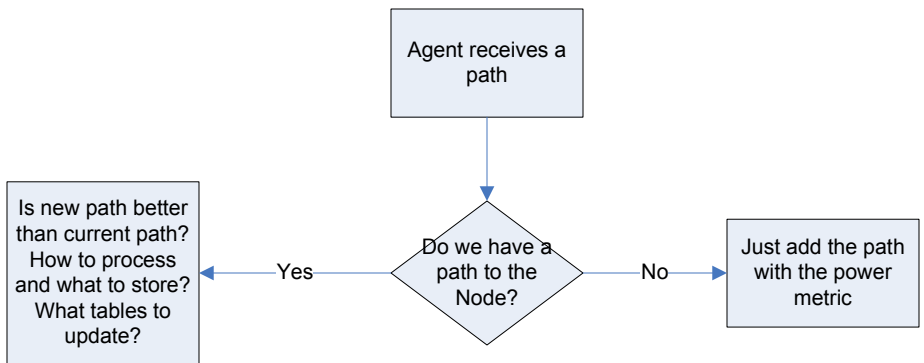 Agent receives a
path
Is new path better
than current path?
How to process
and what to store?
What tables to
update?
Yes
Do we have a
path to the
Node?
No
Just add the path
with the power
metric